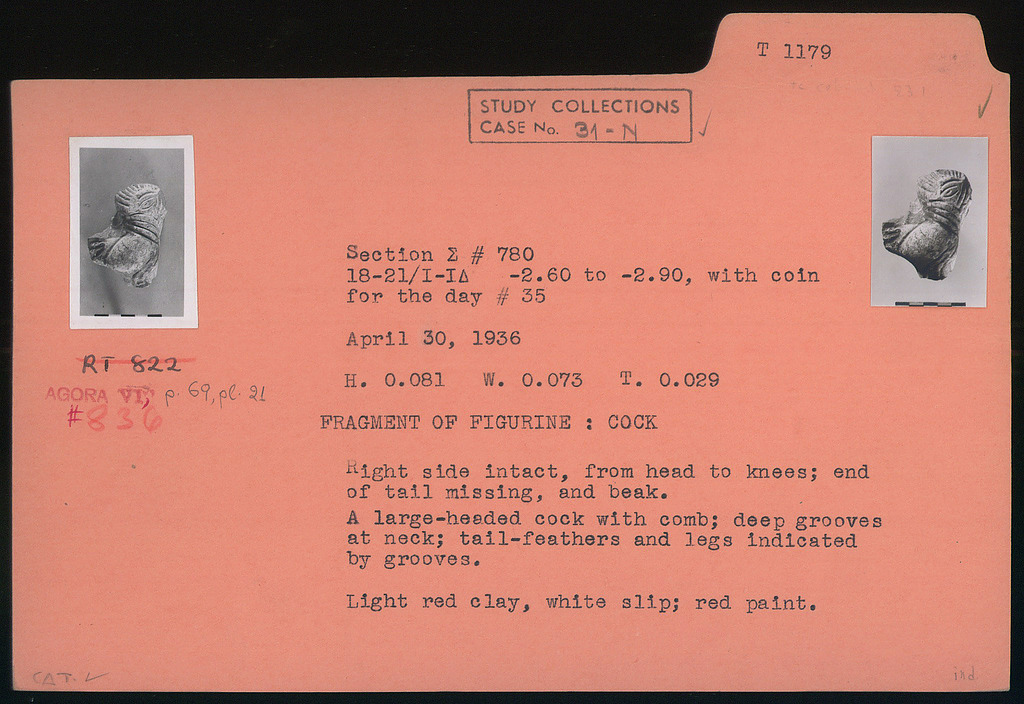 T 1179
STUDY COLLECTIONS
CASE No. 31-N
Section Σ # 780
18-21/I-IΔ -2.60 to -2.90, with coin
for the day # 35
April 30, 1936
RT 822
H. 0.081 W. 0.073 T. 0.029
AGORA VI, p. 69, pl. 21
#836
FRAGMENT OF FIGURINE : COCK
Right side intact, from head to knees; end
of tail missing, and beak.
A large-headed cock with comb; deep grooves
at neck; tail-feathers and legs indicated
by grooves.
Light red clay, white slip; red paint.
CAT. ✓
ind